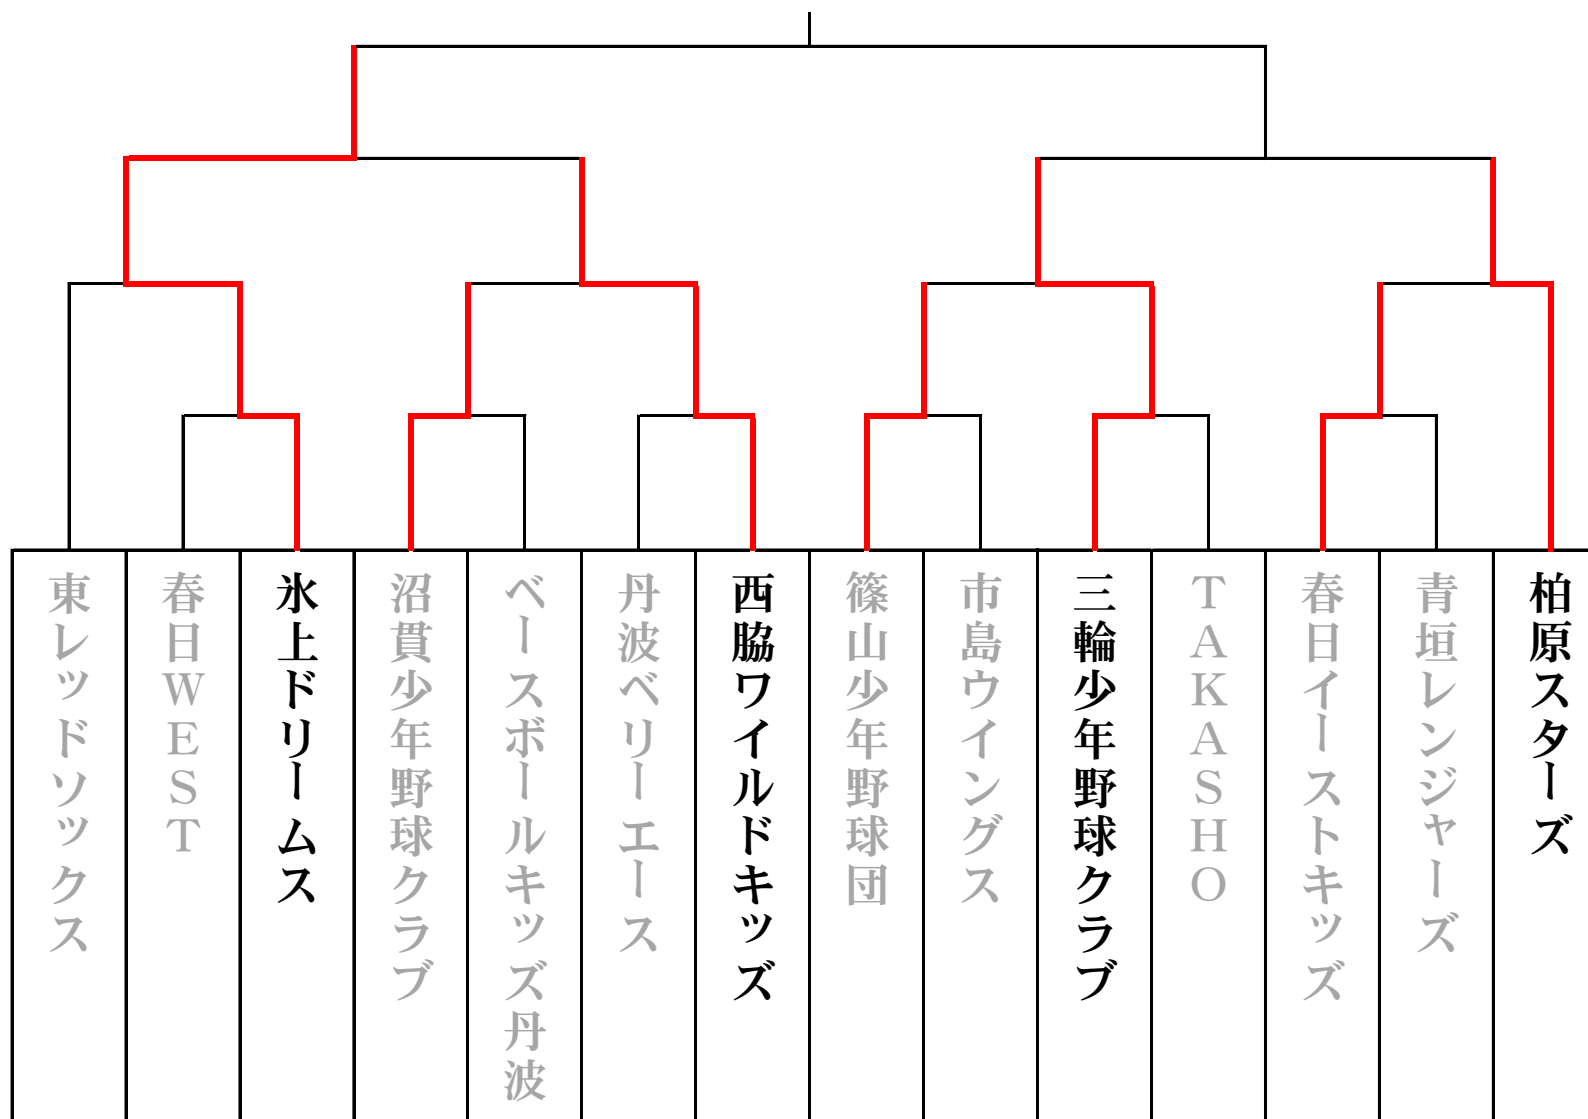 東レッドソックス
春日WEST
氷上ドリームス
沼貫少年野球クラブ
ベースボールキッズ丹波
丹波ベリーエース
西脇ワイルドキッズ
篠山少年野球団
市島ウイングス
三輪少年野球クラブ
TAKASHO
春日イーストキッズ
青垣レンジャーズ
柏原スターズ